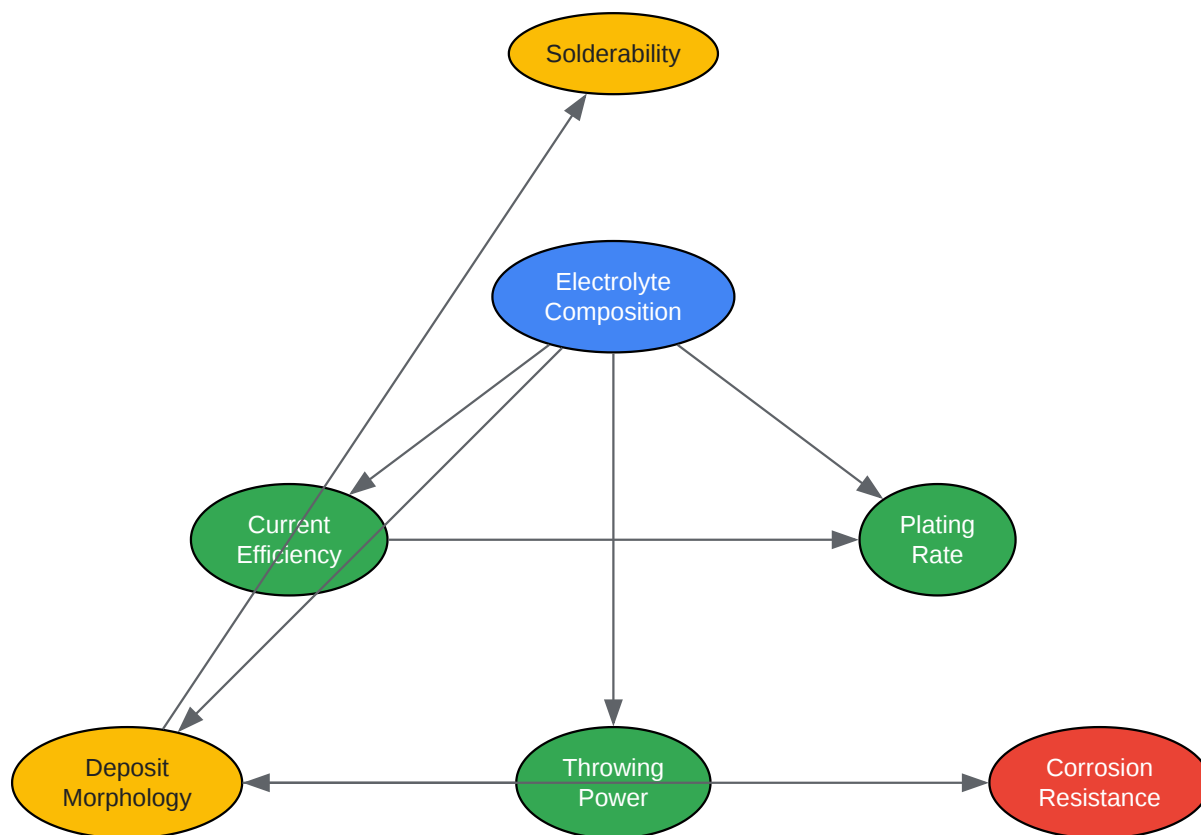 Solderability
Electrolyte
Composition
Current
Efficiency
Plating
Rate
Deposit
Morphology
Throwing
Power
Corrosion
Resistance